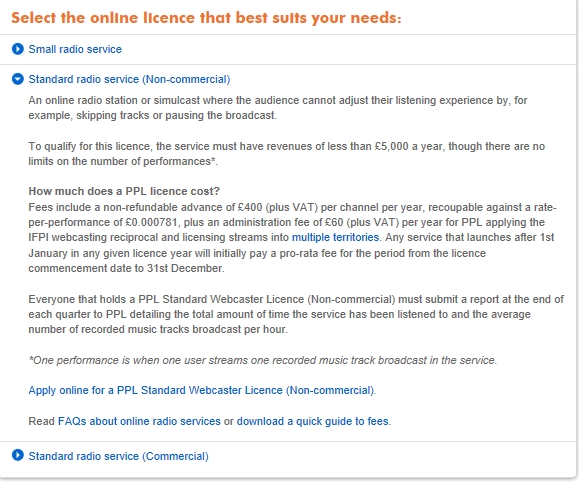 Select the online licence that best suits your needs:
Small radio service
Standard radio service (Non-commercial)
An online radio station or simulcast where the audience cannot adjust their listening experience by, for
example, skipping tracks or pausing the broadcast.
To qualify for this licence, the service must have revenues of less than £5,000 a year, though there are no
limits on the number of performances*.
How much does a PPL licence cost?
Fees include a non-refundable advance of £400 (plus VAT) per channel per year, recoupable against a rate-
per-performance of £0.000781, plus an administration fee of £60 (plus VAT) per year for PPL applying the
IFPI webcasting reciprocal and licensing streams into multiple territories. Any service that launches after 1st
January in any given licence year will initially pay a pro-rata fee for the period from the licence
commencement date to 31st December.
Everyone that holds a PPL Standard Webcaster Licence (Non-commercial) must submit a report at the end of
each quarter to PPL detailing the total amount of time the service has been listened to and the average
number of recorded music tracks broadcast per hour.
*One performance is when one user streams one recorded music track broadcast in the service.
Apply online for a PPL Standard Webcaster Licence (Non-commercial).
Read FAQs about online radio services or download a quick guide to fees.
Standard radio service (Commercial)